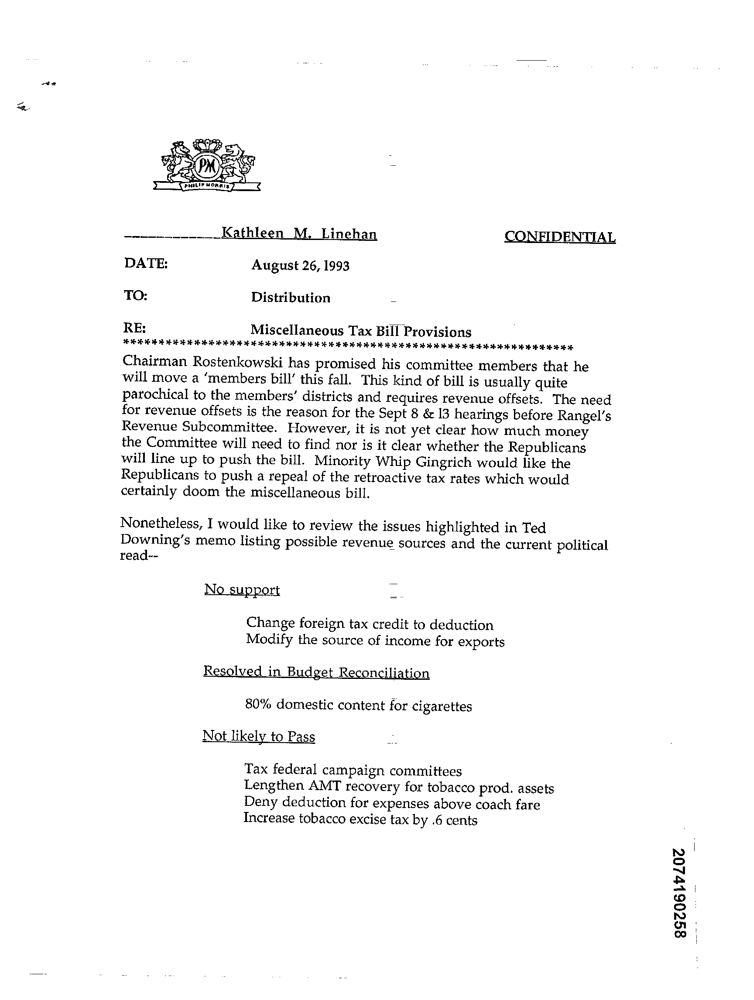 PM
PHILIP MORRIS
Kathleen M. Linehan CONFIDENTIAL
DATE: August 26, 1993
TO: Distribution
RE: Miscellaneous Tax Bill Provisions
****************************************************************
Chairman Rostenkowski has promised his committee members that he
will move a 'members bill' this fall. This kind of bill is usually quite
parochial to the members' districts and requires revenue offsets. The need
for revenue offsets is the reason for the Sept 8 & 13 hearings before Rangel's
Revenue Subcommittee. However, it is not yet clear how much money
the Committee will need to find nor is it clear whether the Republicans
will line up to push the bill. Minority Whip Gingrich would like the
Republicans to push a repeal of the retroactive tax rates which would
certainly doom the miscellaneous bill.
Nonetheless, I would like to review the issues highlighted in Ted
Downing's memo listing possible revenue sources and the current political
read--
No support
Change foreign tax credit to deduction
Modify the source of income for exports
Resolved in Budget Reconciliation
80% domestic content for cigarettes
Not likely to Pass
Tax federal campaign committees
Lengthen AMT recovery for tobacco prod. assets
Deny deduction for expenses above coach fare
Increase tobacco excise tax by .6 cents
2074190258